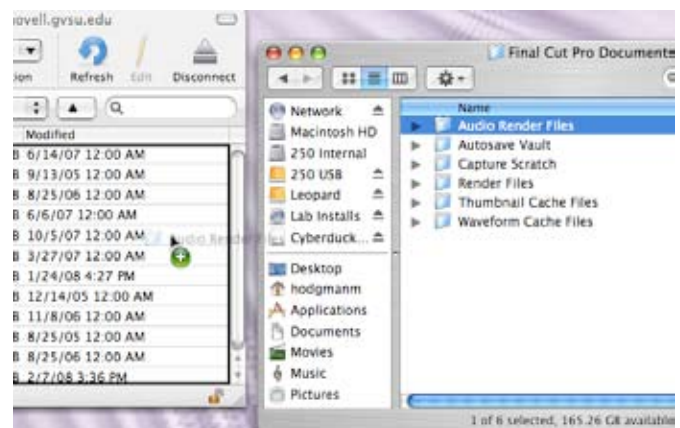 novell.gvsu.edu
Refresh Edit Disconnect
Modified
B 6/14/07 12:00 AM
B 9/13/05 12:00 AM
B 8/25/06 12:00 AM
B 6/6/07 12:00 AM
B 10/5/07 12:00 AM
B 3/27/07 12:00 AM
B 1/24/08 4:27 PM
B 12/14/05 12:00 AM
B 11/8/06 12:00 AM
B 8/25/05 12:00 AM
B 8/25/06 12:00 AM
B 2/7/08 3:36 PM
Audio Render Files
Final Cut Pro Documents
Network
Macintosh HD
250 Internal
250 USB
Leopard
Lab Installs
Cyberduck...
Desktop
hodgmanm
Applications
Documents
Movies
Music
Pictures
Name
Audio Render Files
Autosave Vault
Capture Scratch
Render Files
Thumbnail Cache Files
Waveform Cache Files
1 of 6 selected, 165.26 GB available